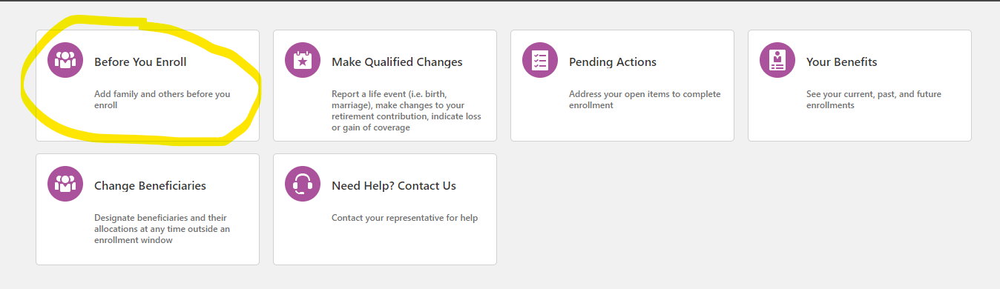 Before You Enroll
Add family and others before you
enroll
Make Qualified Changes
Report a life event (i.e. birth,
marriage), make changes to your
retirement contribution, indicate loss
or gain of coverage
Pending Actions
Address your open items to complete
enrollment
Your Benefits
See your current, past, and future
enrollments
Change Beneficiaries
Designate beneficiaries and their
allocations at any time outside an
enrollment window
Need Help? Contact Us
Contact your representative for help